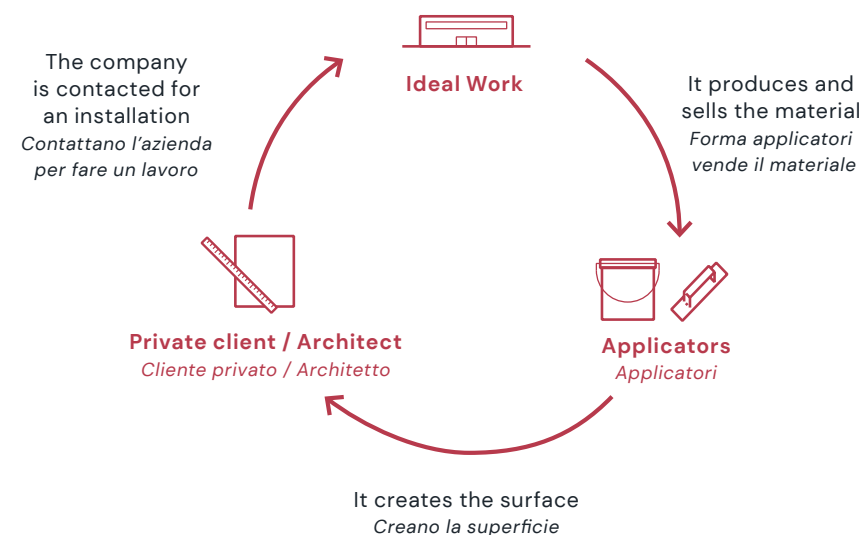 Ideal Work
The company
is contacted for
an installation
Contattano l’azienda
per fare un lavoro
It produces and
sells the material
Forma applicatori
vende il materiale
Private client / Architect
Cliente privato / Architetto
Applicators
Applicatori
It creates the surface
Creano la superficie